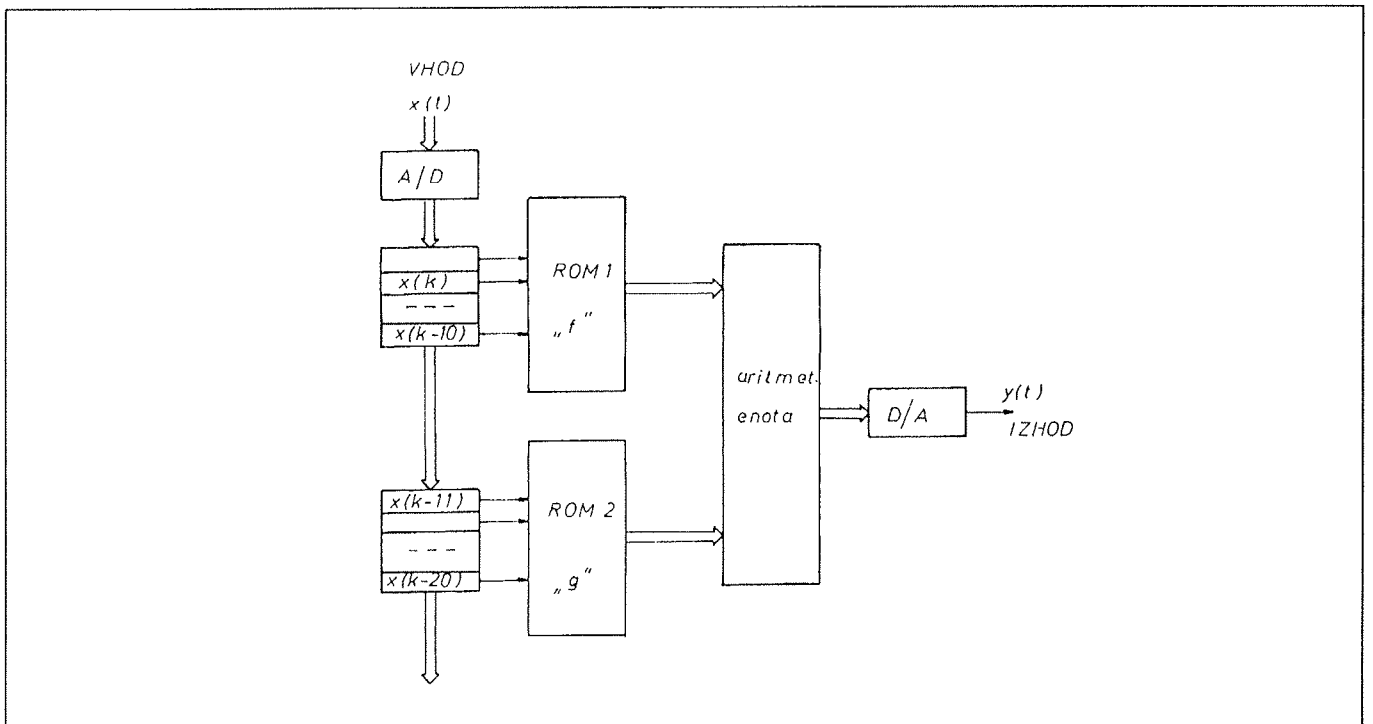 VHOD
x(t)
A/D
x(k)
---
x(k-10)
ROM 1
„f"
x(k-11)
---
x(k-20)
ROM 2
„g"
aritmet.
enota
D/A
y(t)
IZHOD